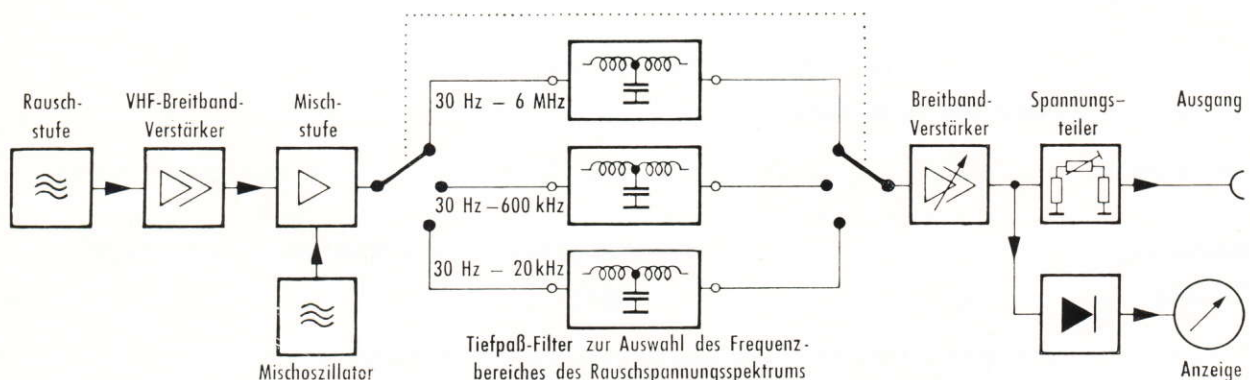 Rausch-
stufe
VHF-Breitband-
Verstärker
Misch-
stufe
30 Hz – 6 MHz
30 Hz – 600 kHz
30 Hz – 20 kHz
Breitband-
Verstärker
Spannungs-
teiler
Ausgang
Mischoszillator
Tiefpaß-Filter zur Auswahl des Frequenz-
bereiches des Rauschspannungsspektrums
Anzeige